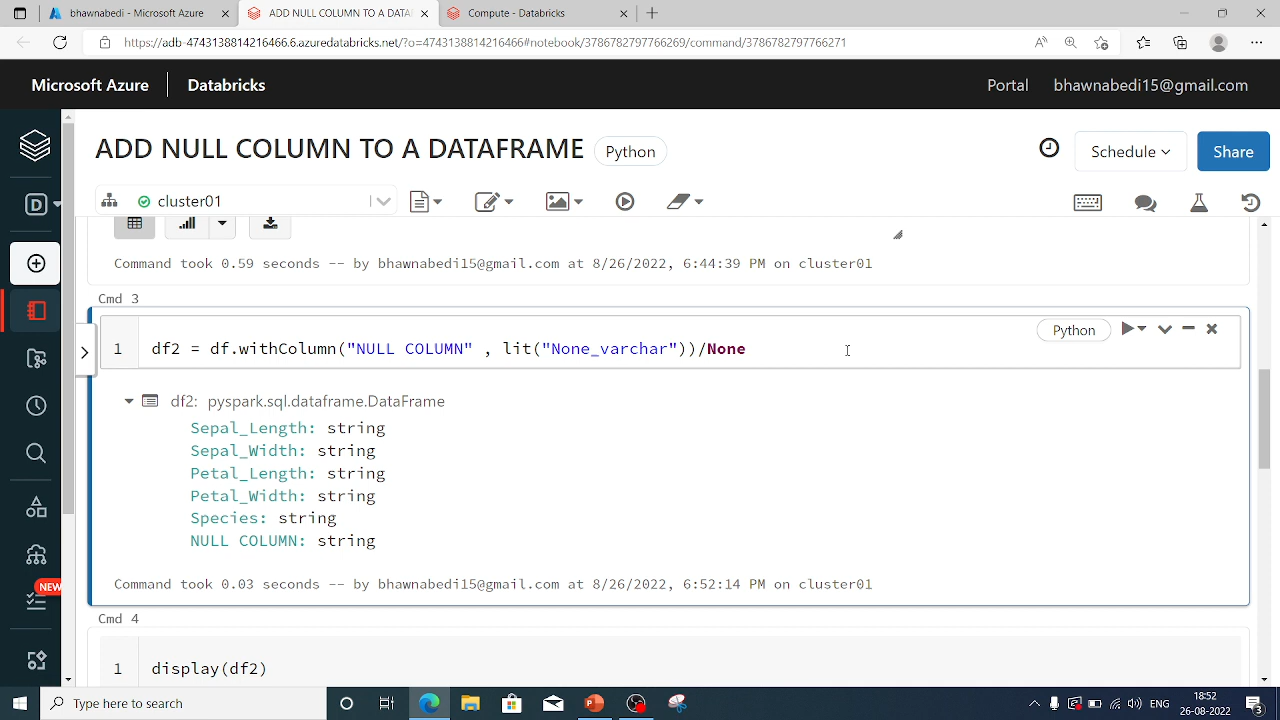 bhawnabedi - Microsoft Azure
ADD NULL COLUMN TO A DATAF
Compute - Databricks
https://adb-4743138814216466.6.azuredatabricks.net/?o=4743138814216466#notebook/3786782797766269/command/3786782797766271
Microsoft Azure
Databricks
Portal
bhawnabedi15@gmail.com
ADD NULL COLUMN TO A DATAFRAME
Python
Schedule
Share
D
cluster01
Command took 0.59 seconds -- by bhawnabedi15@gmail.com at 8/26/2022, 6:44:39 PM on cluster01
Cmd 3
Python
1 df2 = df.withColumn("NULL COLUMN" , lit("None_varchar"))/None
df2: pyspark.sql.dataframe.DataFrame
Sepal_Length: string
Sepal_Width: string
Petal_Length: string
Petal_Width: string
Species: string
NULL COLUMN: string
Command took 0.03 seconds -- by bhawnabedi15@gmail.com at 8/26/2022, 6:52:14 PM on cluster01
NEW
Cmd 4
1 display(df2)
Type here to search
ENG
18:52
26-08-2022
3